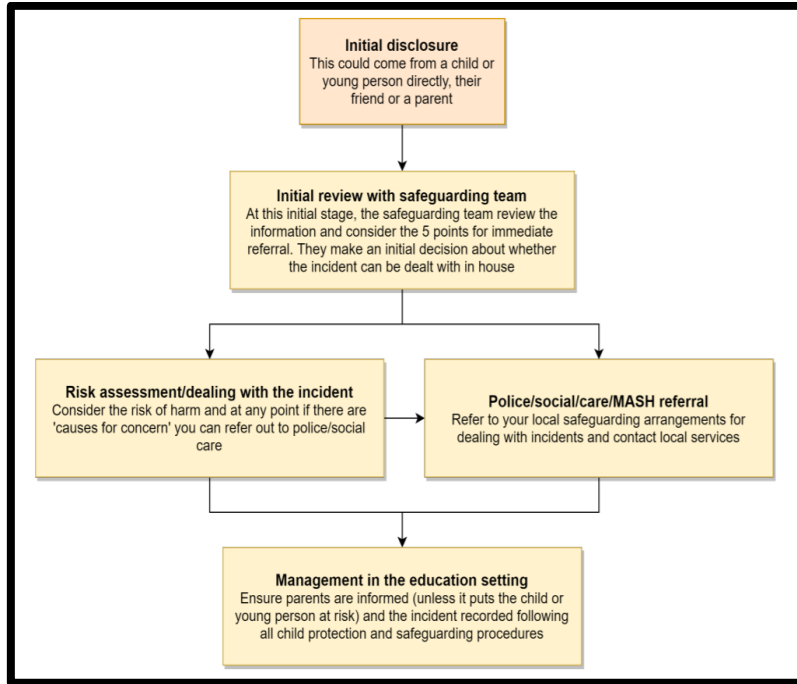 Initial disclosure
This could come from a child or
young person directly, their
friend or a parent
Initial review with safeguarding team
At this initial stage, the safeguarding team review the
information and consider the 5 points for immediate
referral. They make an initial decision about whether
the incident can be dealt with in house
Risk assessment/dealing with the incident
Consider the risk of harm and at any point if there are
'causes for concern' you can refer out to police/social
care
Police/social/care/MASH referral
Refer to your local safeguarding arrangements for
dealing with incidents and contact local services
Management in the education setting
Ensure parents are informed (unless it puts the child or
young person at risk) and the incident recorded following
all child protection and safeguarding procedures